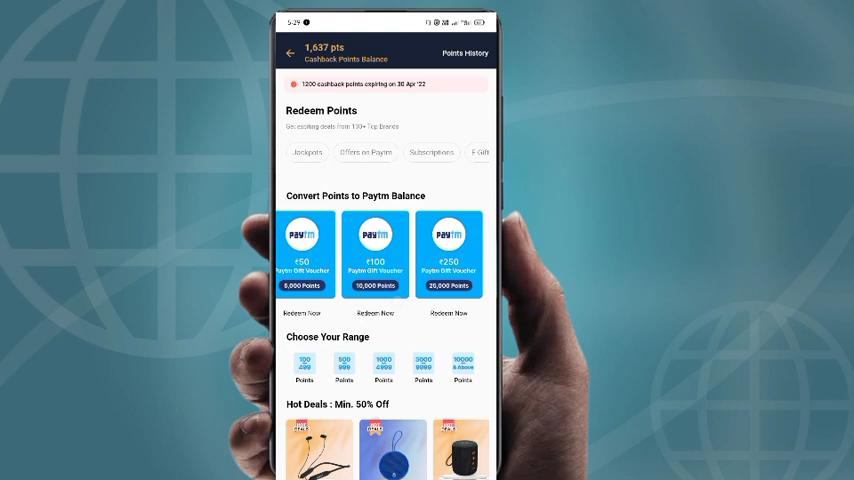 5:29
1,637 pts
Cashback Points Balance
Points History
1200 cashback points expiring on 30 Apr '22
Redeem Points
Get exciting deals from 100+ Top Brands
Jackpots
Offers on Paytm
Subscriptions
E Gift
Convert Points to Paytm Balance
paytm
paytm
paytm
₹50
₹100
₹250
Paytm Gift Voucher
Paytm Gift Voucher
Paytm Gift Voucher
5,000 Points
10,000 Points
25,000 Points
Redeem Now
Redeem Now
Redeem Now
Choose Your Range
100
499
500
999
1000
4999
5000
9999
10000
& Above
Points
Points
Points
Points
Points
Hot Deals : Min. 50% Off